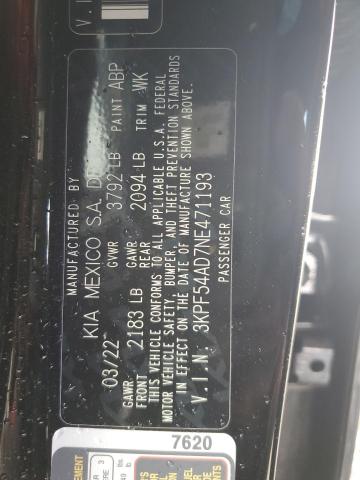 MANUFACTURED BY
KIA MEXICO S.A. D
03/22 GVWR 3792 LB PAINT ABP
GAWR FRONT 2183 LB GAWR REAR 2094 LB TRIM WK
THIS VEHICLE CONFORMS TO ALL APPLICABLE U.S.A. FEDERAL
MOTOR VEHICLE SAFETY, BUMPER, AND THEFT PREVENTION STANDARDS
IN EFFECT ON THE DATE OF MANUFACTURE SHOWN ABOVE.
V.I.N: 3KPF54AD7NE471193
PASSENGER CAR
7620
V.I